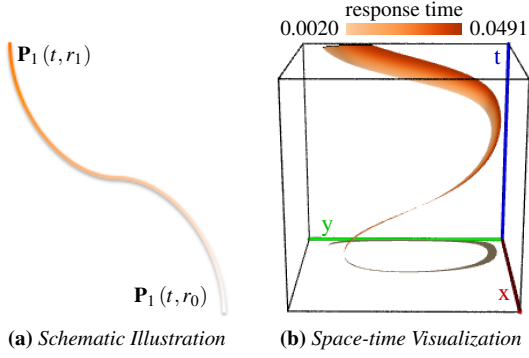 response time
0.0020 0.0491
P₁ (t, r₁)
t
y
P₁ (t, r₀)
x
(a) Schematic Illustration
(b) Space-time Visualization